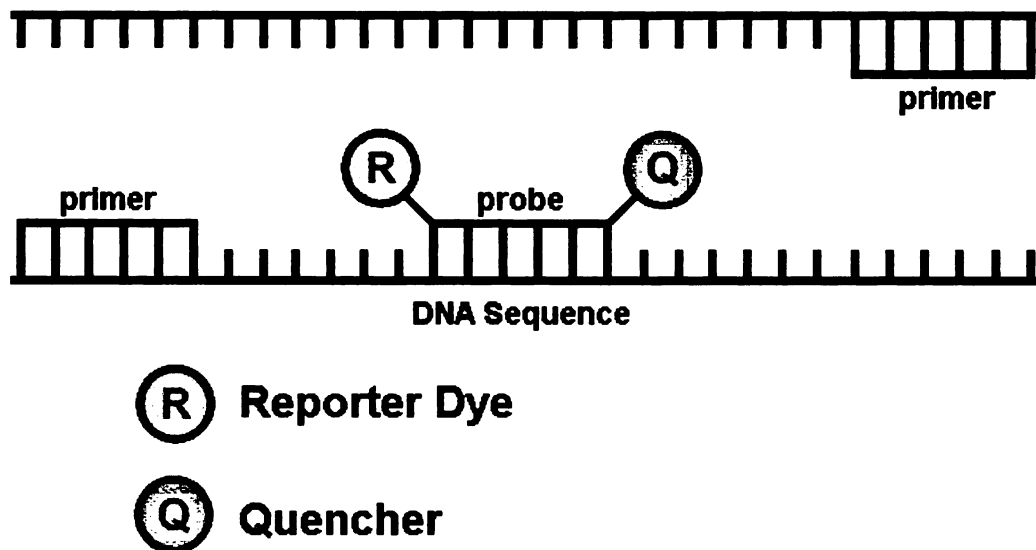 primer
R
Q
primer
probe
DNA Sequence
R Reporter Dye
Q Quencher